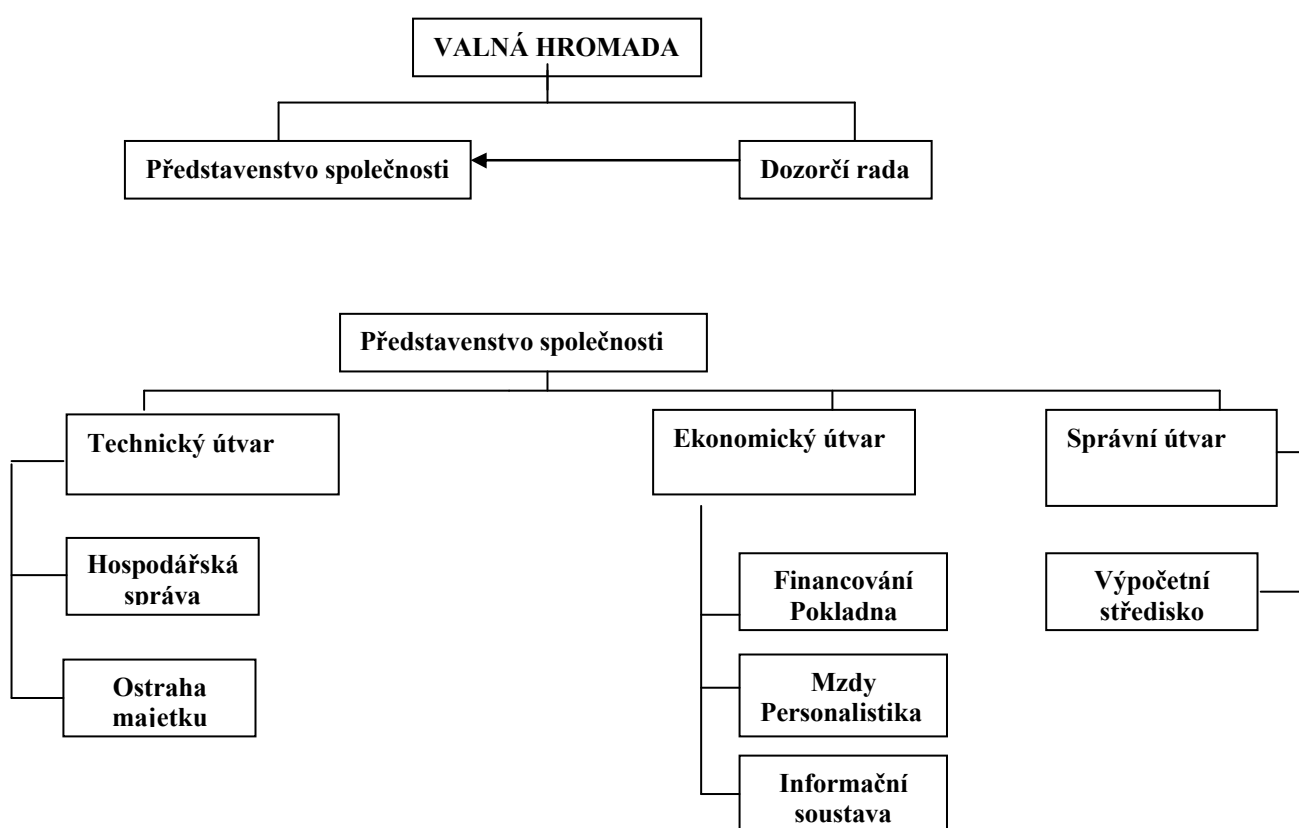 VALNÁ HROMADA
Představenstvo společnosti
Dozorčí rada
Představenstvo společnosti
Technický útvar
Ekonomický útvar
Správní útvar
Hospodářská
správa
Financování
Pokladna
Výpočetní
středisko
Ostraha
majetku
Mzdy
Personalistika
Informační
soustava